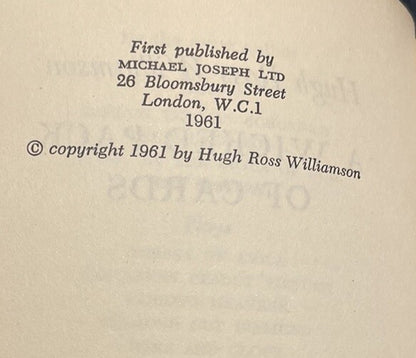 First published by
MICHAEL JOSEPH LTD
26 Bloomsbury Street
London, W.C.1
1961
© copyright 1961 by Hugh Ross Williamson